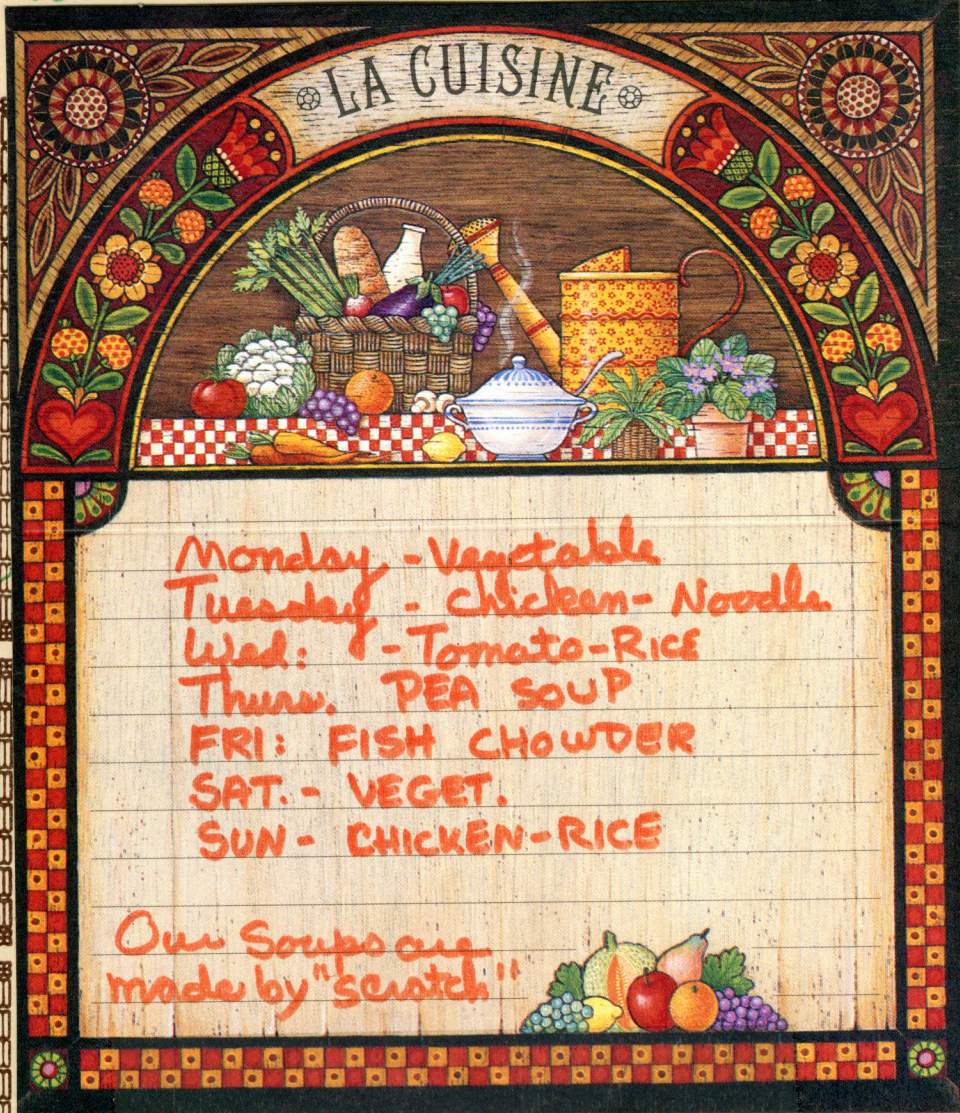 LA CUISINE
Monday - Vegetable
Tuesday - Chicken- Noodle
Wed: - Tomato-RICE
Thurs. PEA SOUP
FRI: FISH CHOWDER
SAT.- VEGET.
SUN- CHICKEN-RICE
Our Soups are
made by "scratch"